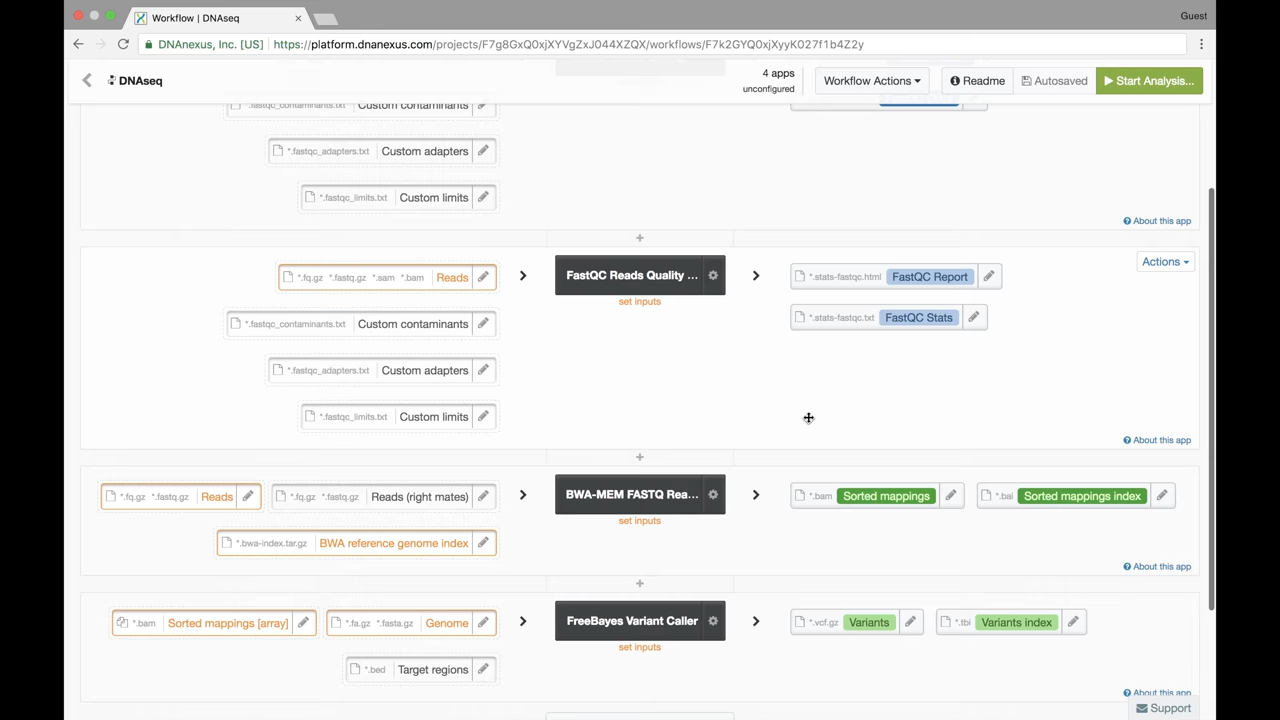 Workflow | DNAseq
Guest
DNAnexus, Inc. [US] https://platform.dnanexus.com/projects/F7g8GxQ0xjXYVgZxJ044XZQX/workflows/F7k2GYQ0xjXyyK027f1b4Z2y
DNAseq
4 apps
unconfigured
Workflow Actions
Readme
Autosaved
Start Analysis...
*.fastqc_contaminants.txt Custom contaminants
*.fastqc_adapters.txt Custom adapters
*.fastqc_limits.txt Custom limits
About this app
*.fq.gz *.fastq.gz *.sam *.bam Reads
FastQC Reads Quality ...
set inputs
*.stats-fastqc.html FastQC Report
Actions
*.stats-fastqc.txt FastQC Stats
*.fastqc_contaminants.txt Custom contaminants
*.fastqc_adapters.txt Custom adapters
*.fastqc_limits.txt Custom limits
About this app
*.fq.gz *.fastq.gz Reads
*.fq.gz *.fastq.gz Reads (right mates)
BWA-MEM FASTQ Rea...
set inputs
*.bam Sorted mappings
*.bai Sorted mappings index
*.bwa-index.tar.gz BWA reference genome index
About this app
*.bam Sorted mappings [array]
*.fa.gz *.fasta.gz Genome
FreeBayes Variant Caller
set inputs
*.vcf.gz Variants
*.tbi Variants index
*.bed Target regions
About this app
Support